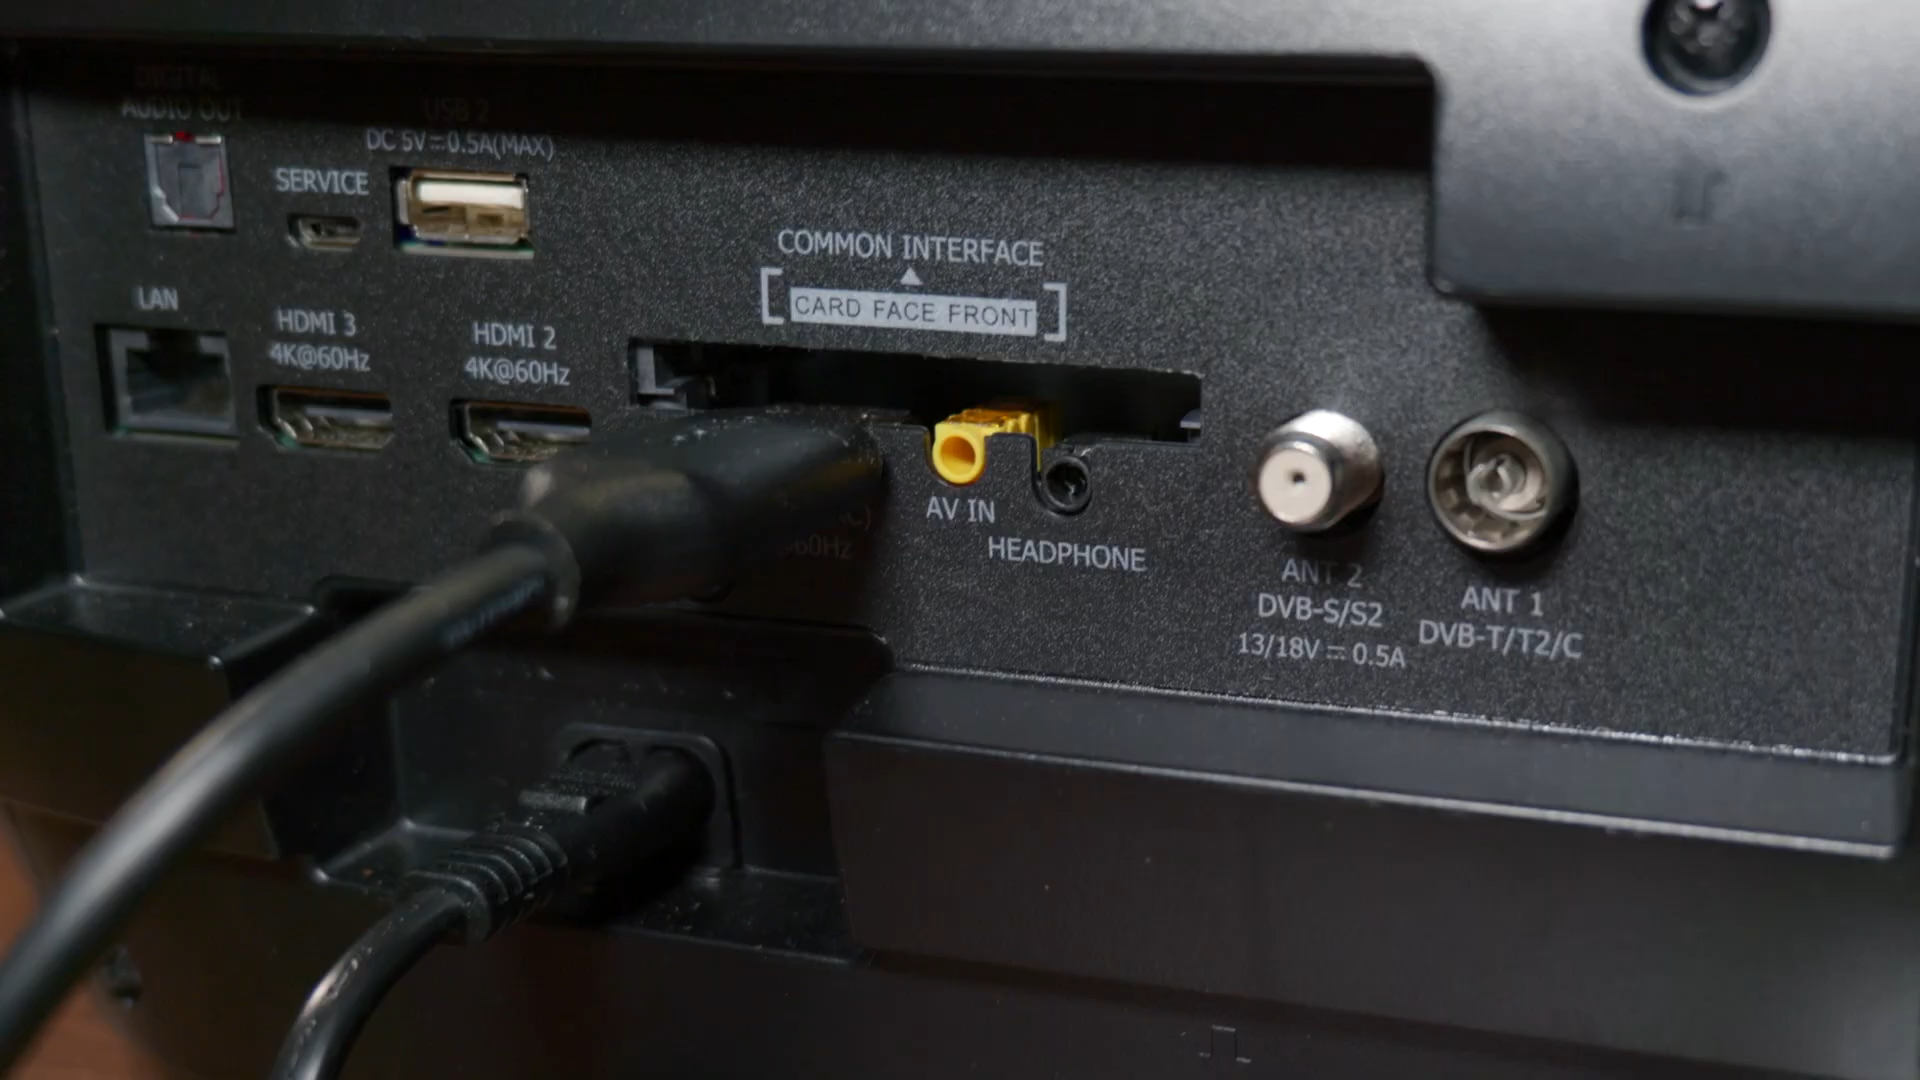 DIGITAL
AUDIO OUT
USB 2
DC 5V⎓0.5A(MAX)
SERVICE
LAN
HDMI 3
4K@60Hz
HDMI 2
4K@60Hz
COMMON INTERFACE
CARD FACE FRONT
AV IN
HEADPHONE
ANT 2
DVB-S/S2
13/18V⎓0.5A
ANT 1
DVB-T/T2/C